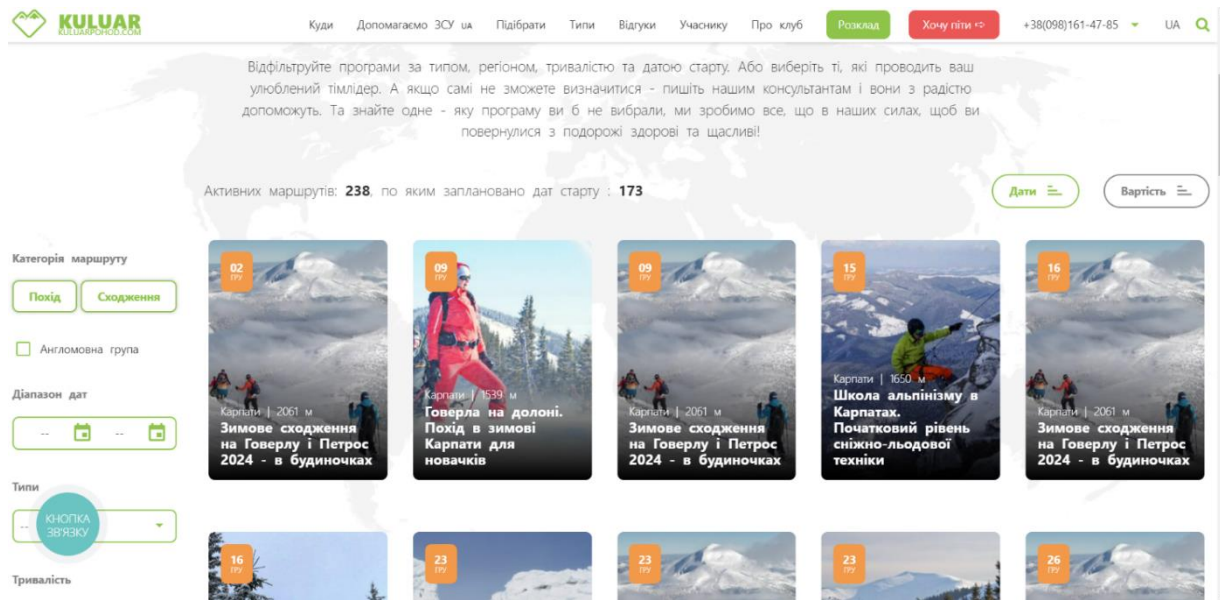 KULUAR
KULUARPOHOD.COM
Куди Допомагаємо ЗСУ UA Підібрати Типи Відгуки Учаснику Про клуб Розклад Хочу піти ➪ +38(098)161-47-85 UA
Відфільтруйте програми за типом, регіоном, тривалістю та датою старту. Або виберіть ті, які проводить ваш
улюблений тімлідер. А якщо самі не зможете визначитися - пишіть нашим консультантам і вони з радістю
допоможуть. Та знайте одне - яку програму ви б не вибрали, ми зробимо все, що в наших силах, щоб ви
повернулися з подорожі здорові та щасливі!
Активних маршрутів: 238, по яким заплановано дат старту : 173
Дати
Вартість
Категорія маршруту
Похід Сходження
Англомовна група
Діапазон дат
-- --
Типи
--
КНОПКА
ЗВ'ЯЗКУ
Тривалість
02
ГРУ
Карпати | 2061 м
Зимове сходження
на Говерлу і Петрос
2024 - в будиночках
09
ГРУ
Карпати | 1539 м
Говерла на долоні.
Похід в зимові
Карпати для
новачків
09
ГРУ
Карпати | 2061 м
Зимове сходження
на Говерлу і Петрос
2024 - в будиночках
15
ГРУ
Карпати | 1650 м
Школа альпінізму в
Карпатах.
Початковий рівень
сніжно-льодової
техніки
16
ГРУ
Карпати | 2061 м
Зимове сходження
на Говерлу і Петрос
2024 - в будиночках
16
ГРУ
23
ГРУ
23
ГРУ
23
ГРУ
26
ГРУ